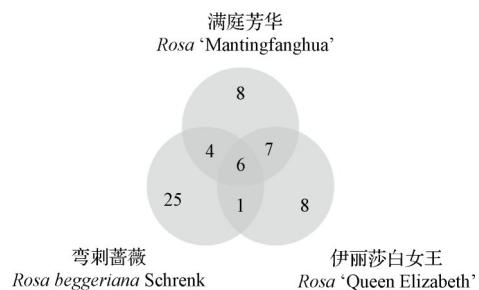 满庭芳华
Rosa ‘Mantingfanghua’
8
4
6
7
25
1
8
弯刺蔷薇
Rosa beggeriana Schrenk
伊丽莎白女王
Rosa ‘Queen Elizabeth’